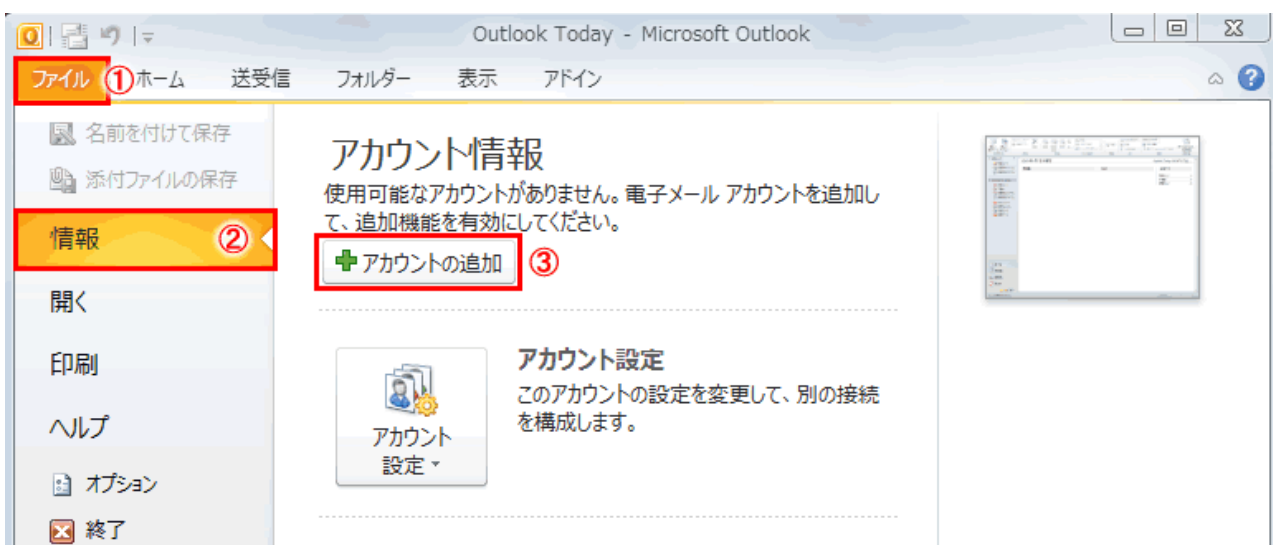 Outlook Today - Microsoft Outlook
ファイル ① ホーム 送受信 フォルダー 表示 アドイン
名前を付けて保存
添付ファイルの保存
情報 ②
開く
印刷
ヘルプ
オプション
終了
アカウント情報
使用可能なアカウントがありません。電子メール アカウントを追加し
て、追加機能を有効にしてください。
アカウントの追加 ③
アカウント
設定
アカウント設定
このアカウントの設定を変更して、別の接続
を構成します。